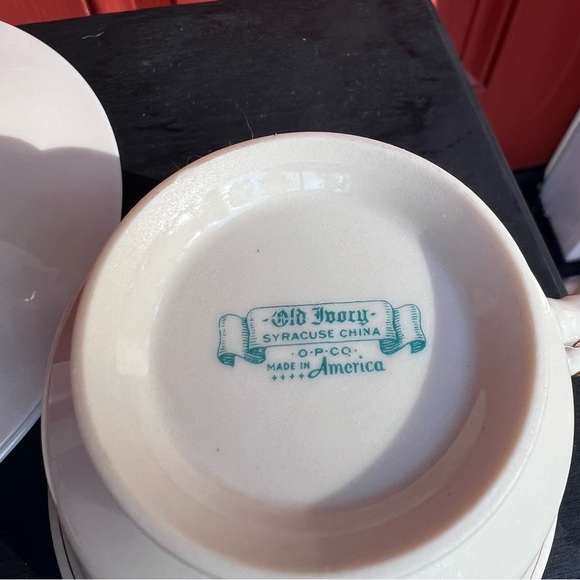 -Old Ivory-
SYRACUSE CHINA
·O·P·CO.·
MADE IN America
++++